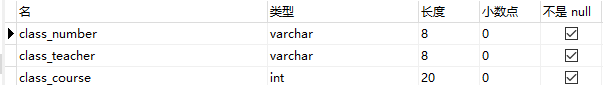 名 类型 长度 小数点 不是 null
class_number varchar 8 0
class_teacher varchar 8 0
class_course int 20 0